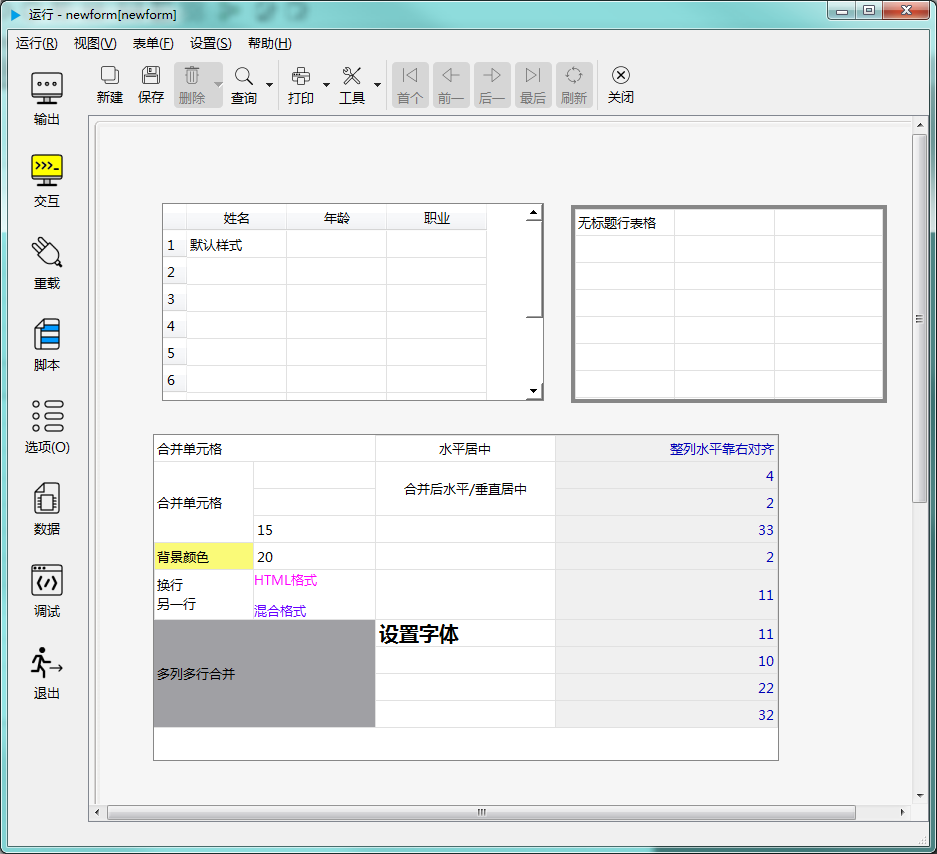 运行 - newform[newform]
运行(R) 视图(V) 表单(F) 设置(S) 帮助(H)
新建 保存 删除 查询 打印 工具 首个 前一 后一 最后 刷新 关闭
输出
交互
重载
脚本
选项(O)
数据
调试
退出
姓名 年龄 职业
1 默认样式
2
3
4
5
6
无标题行表格
合并单元格 水平居中 整列水平靠右对齐
4
合并单元格 合并后水平/垂直居中 2
15 33
背景颜色 20 2
换行
另一行
HTML格式
混合格式
11
设置字体 11
多列多行合并 10
22
32